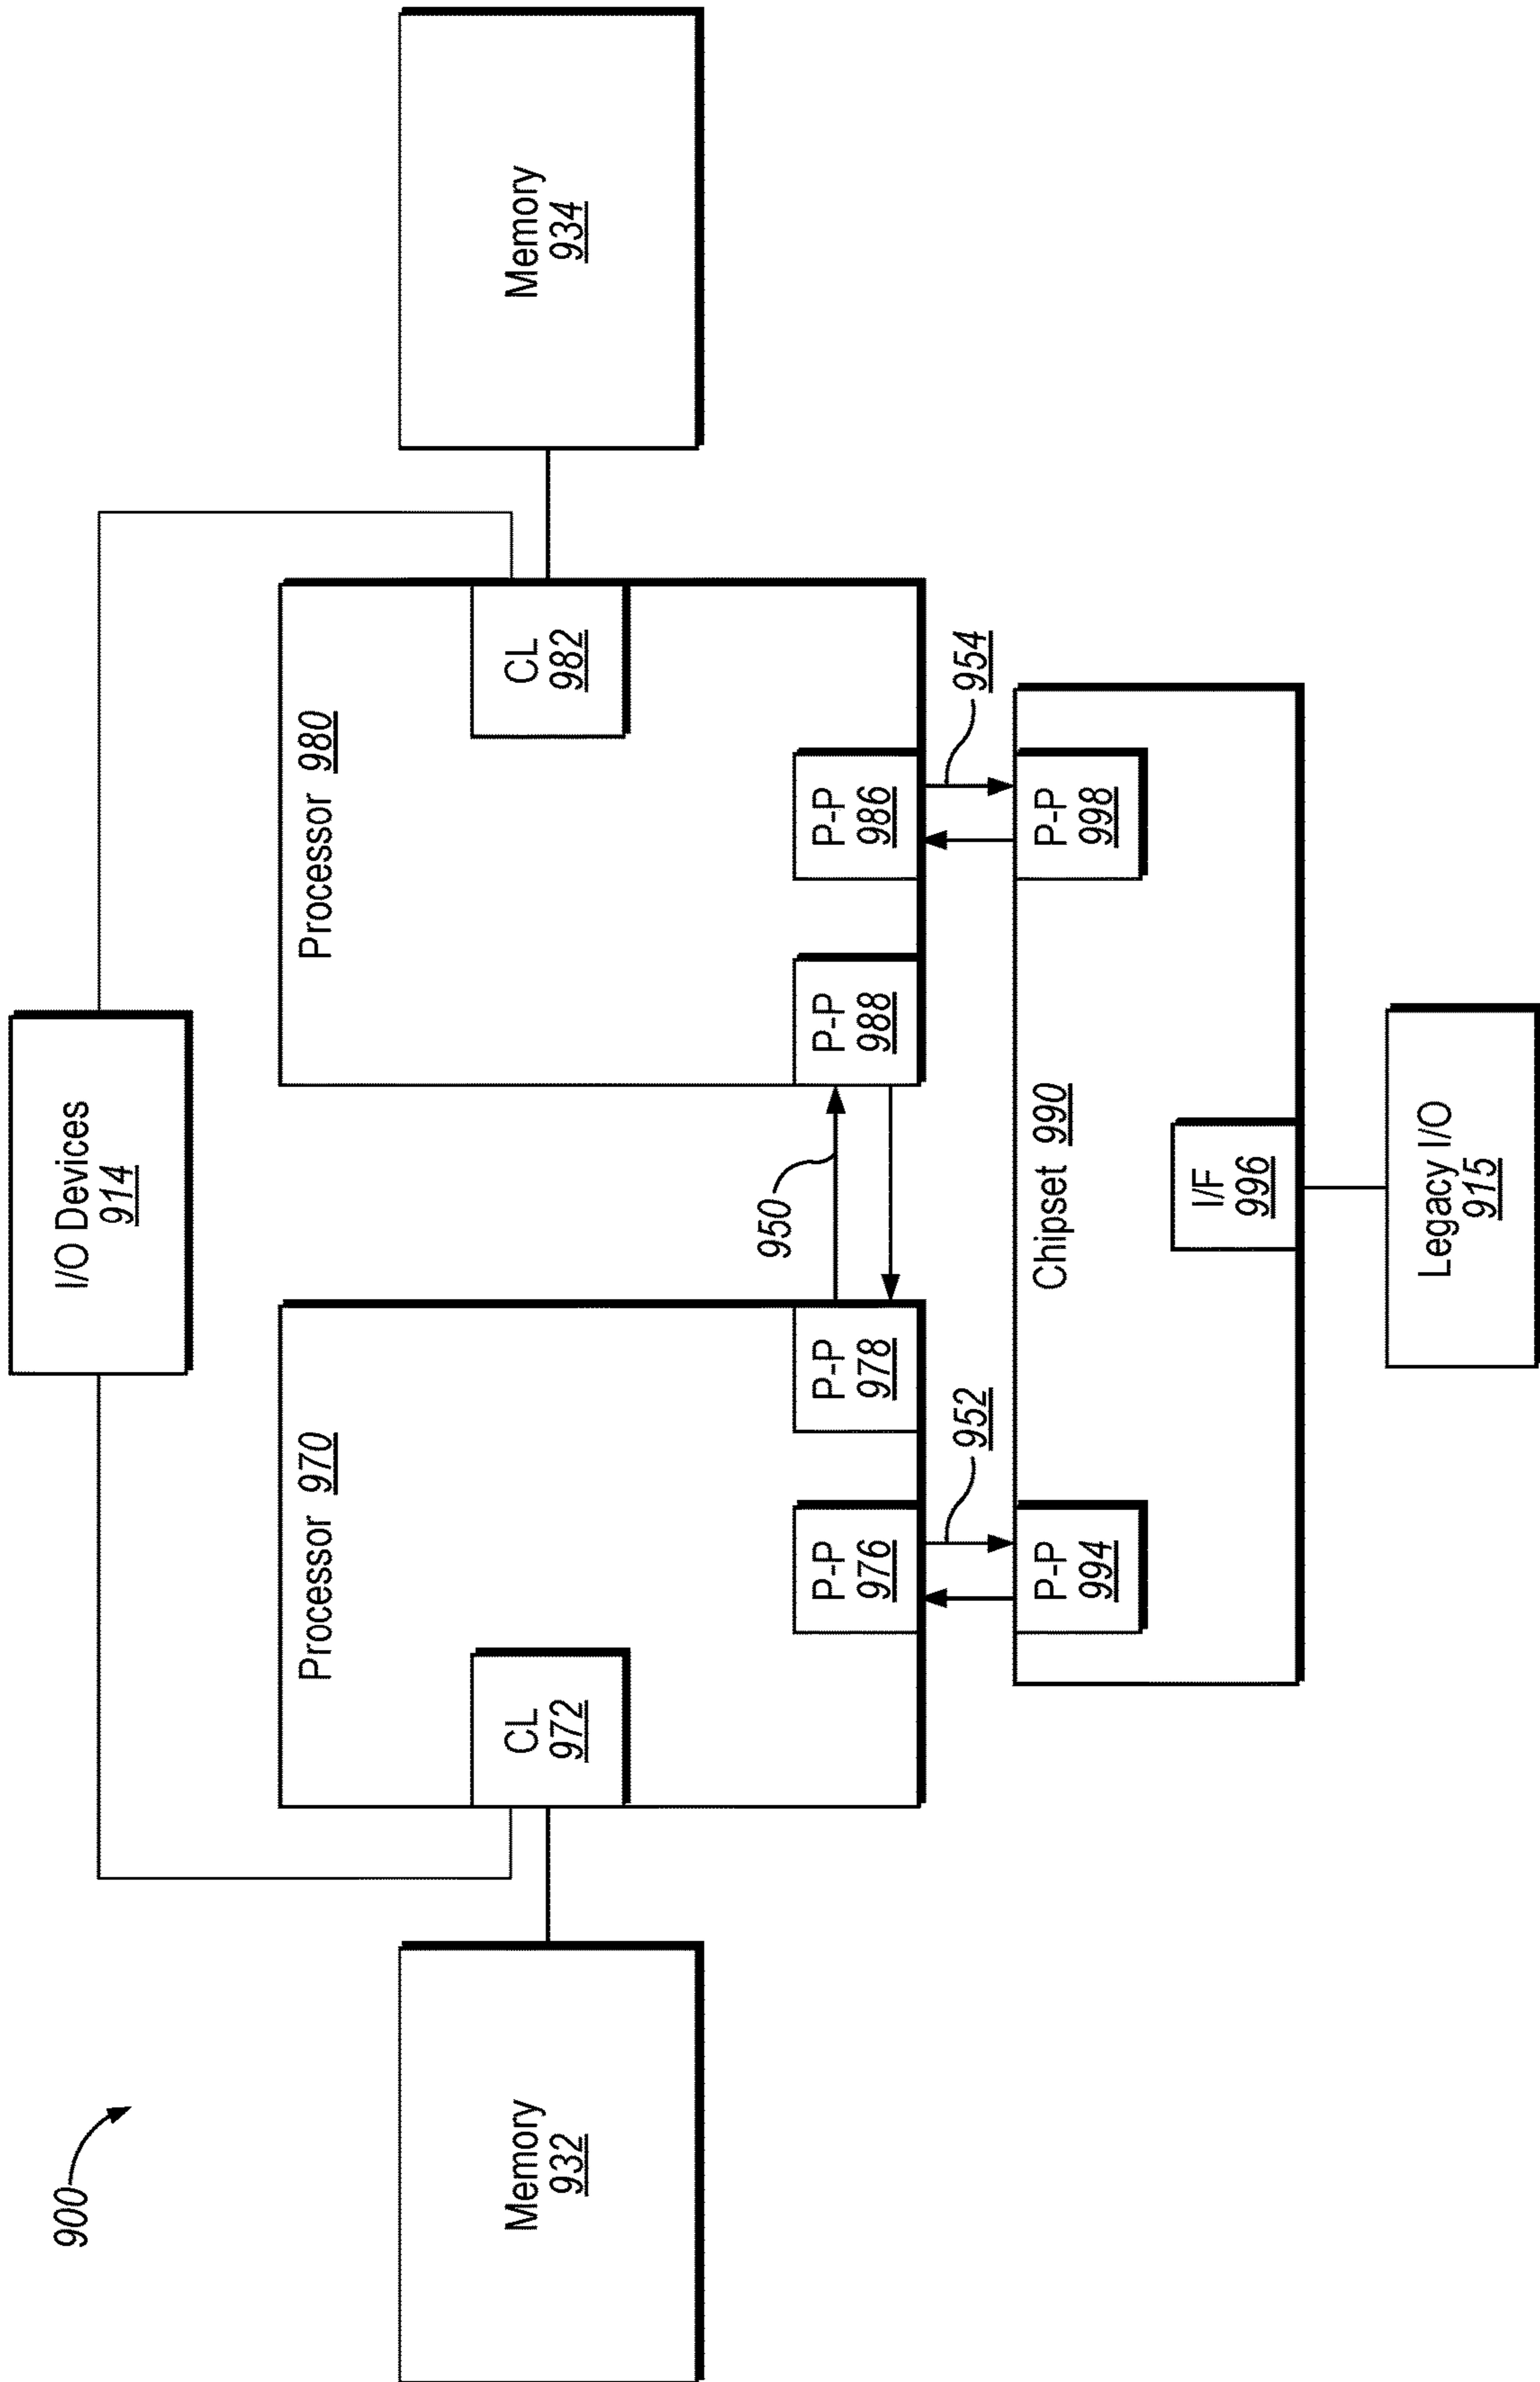 900
I/O Devices
914
Memory
932
Processor 970
CL
972
P-P
976
P-P
978
950
Processor 980
CL
982
P-P
988
P-P
986
Memory
934
952
954
Chipset 990
P-P
994
P-P
998
I/F
996
Legacy I/O
915